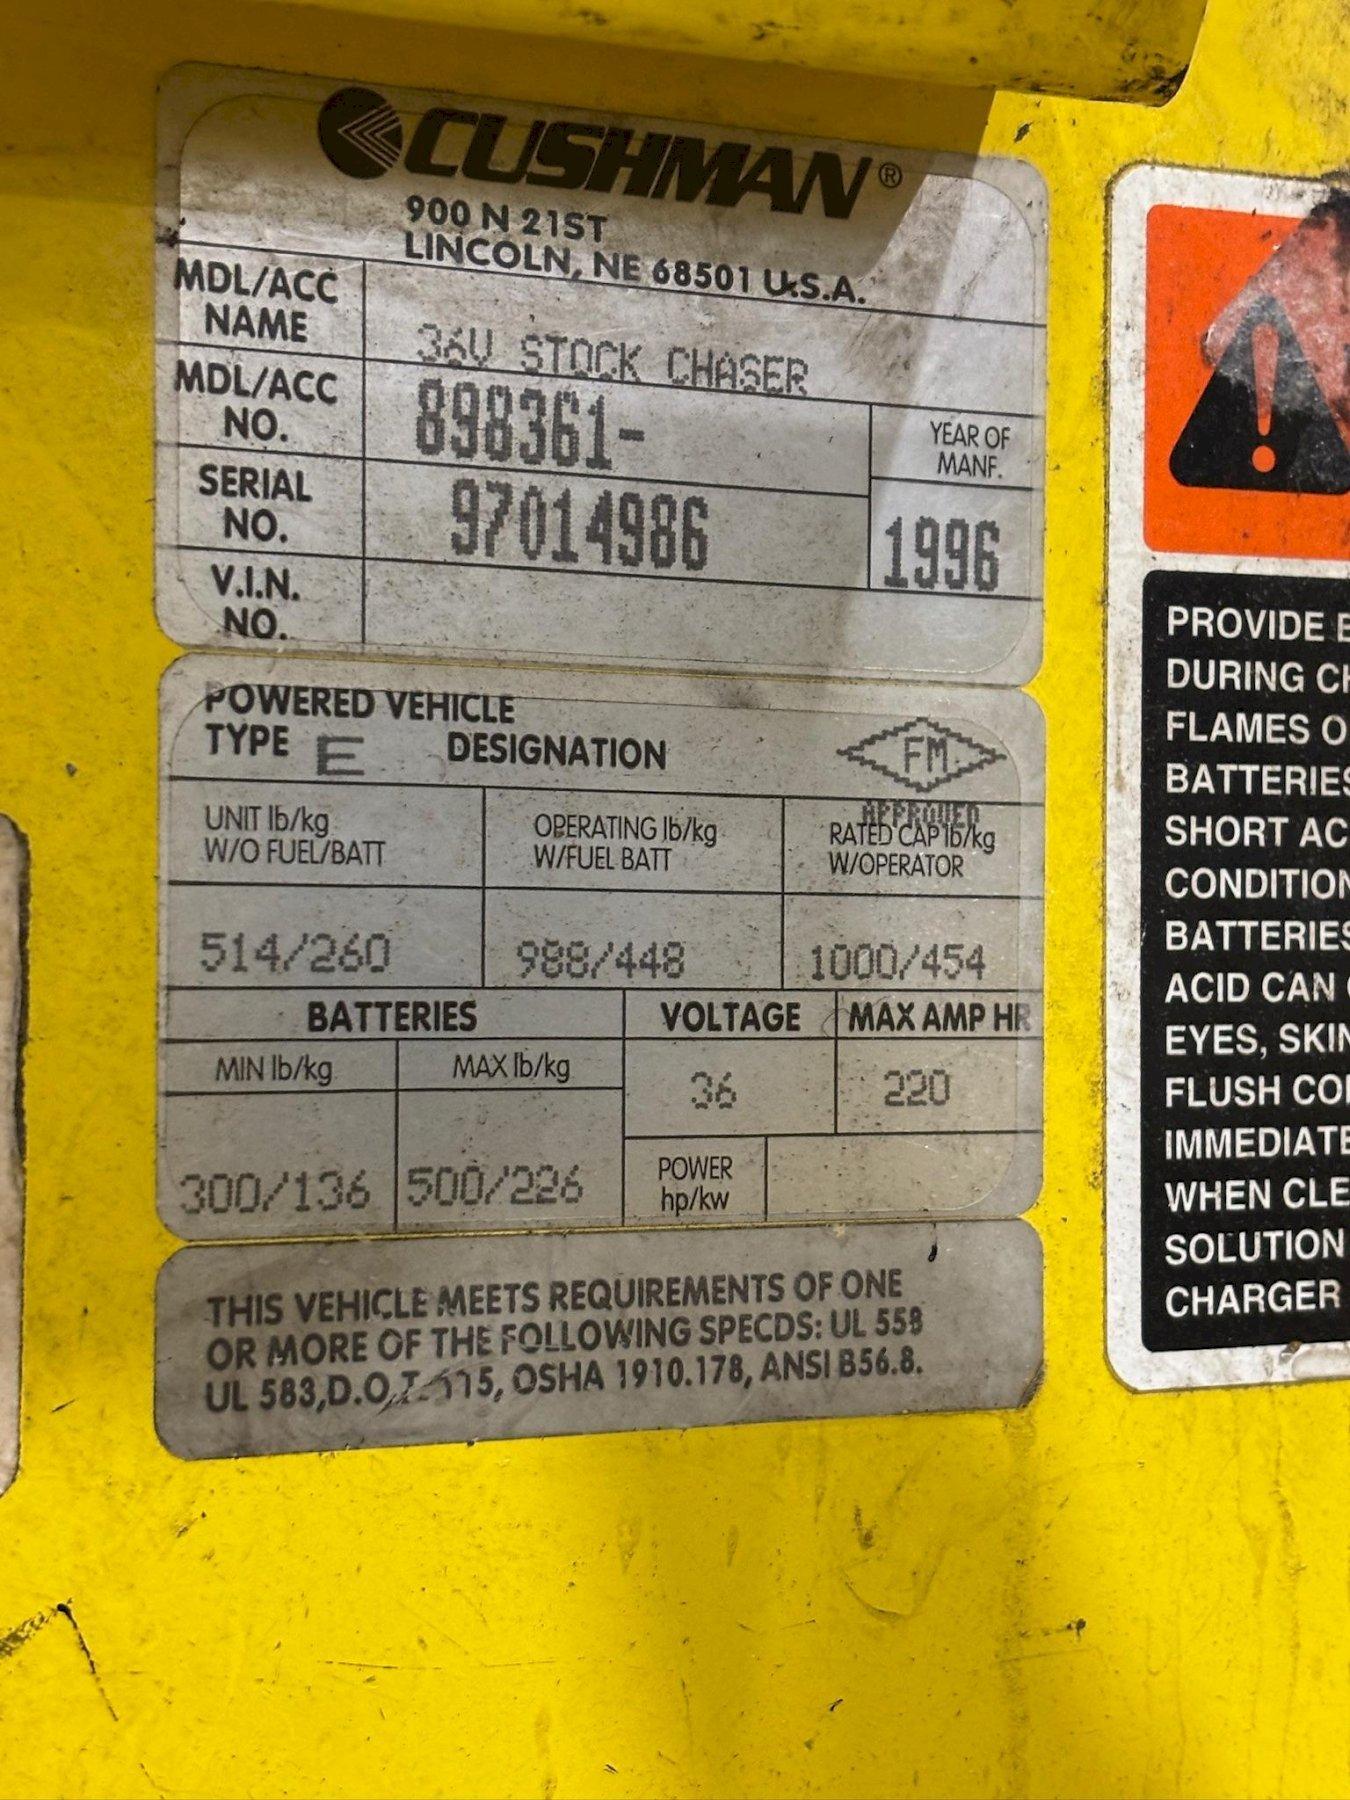 CUSHMAN®
900 N 21ST
LINCOLN, NE 68501 U.S.A.
MDL/ACC
NAME
36V STOCK CHASER
MDL/ACC
NO.
898361-
YEAR OF
MANF.
SERIAL
NO.
97014986
1996
V.I.N.
NO.
POWERED VEHICLE
TYPE E DESIGNATION
FM
APPROVED
UNIT lb/kg
W/O FUEL/BATT
OPERATING lb/kg
W/FUEL BATT
RATED CAP lb/kg
W/OPERATOR
514/260
988/448
1000/454
BATTERIES
VOLTAGE
MAX AMP HR
MIN lb/kg
MAX lb/kg
36
220
300/136
500/226
POWER
hp/kw
THIS VEHICLE MEETS REQUIREMENTS OF ONE
OR MORE OF THE FOLLOWING SPECDS: UL 558
UL 583, OSHA 1910.178, ANSI B56.8.
PROVIDE
DURING
FLAMES
BATTERIES
SHORT
CONDITION
BATTERIES
ACID CAN
EYES, SKIN
FLUSH
IMMEDIATE
WHEN
SOLUTION
CHARGER